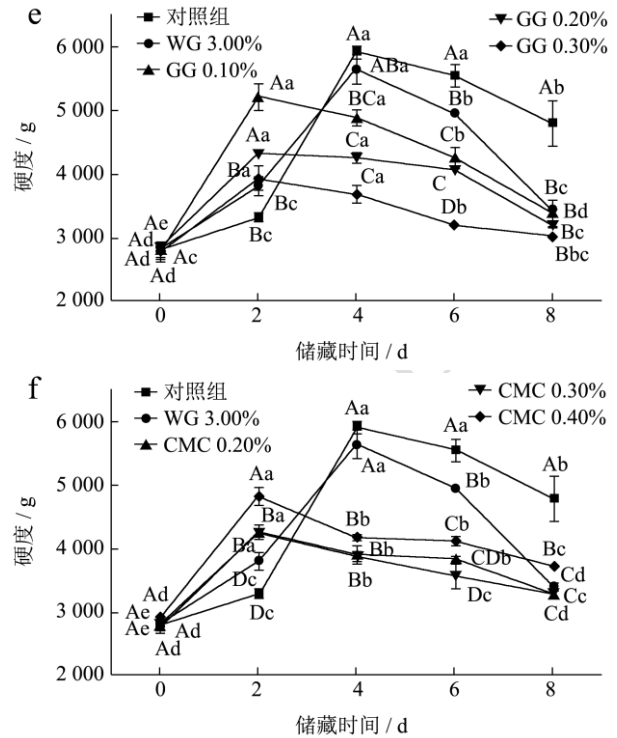 e
对照组
WG 3.00%
GG 0.10%
GG 0.20%
GG 0.30%
6 000
5 000
4 000
3 000
2 000
硬度 / g
Aa
Aa
Ab
Aa
ABa
Bb
BCa
Aa
Ca
Cb
Ba
Ca
C
Bc
Ae
Bc
Db
Bd
Ad
Bc
Bc
Ad
Ac
Bbc
Ad
0 2 4 6 8
储藏时间 / d
f
对照组
WG 3.00%
CMC 0.20%
CMC 0.30%
CMC 0.40%
6 000
5 000
4 000
3 000
2 000
硬度 / g
Aa
Aa
Ab
Aa
Aa
Bb
Ba
Bb
Cb
Ba
Bb
CDb
Bc
Dc
Bb
Cd
Ad
Dc
Dc
Cc
Ae
Cd
Ae
Ad
Ad
0 2 4 6 8
储藏时间 / d